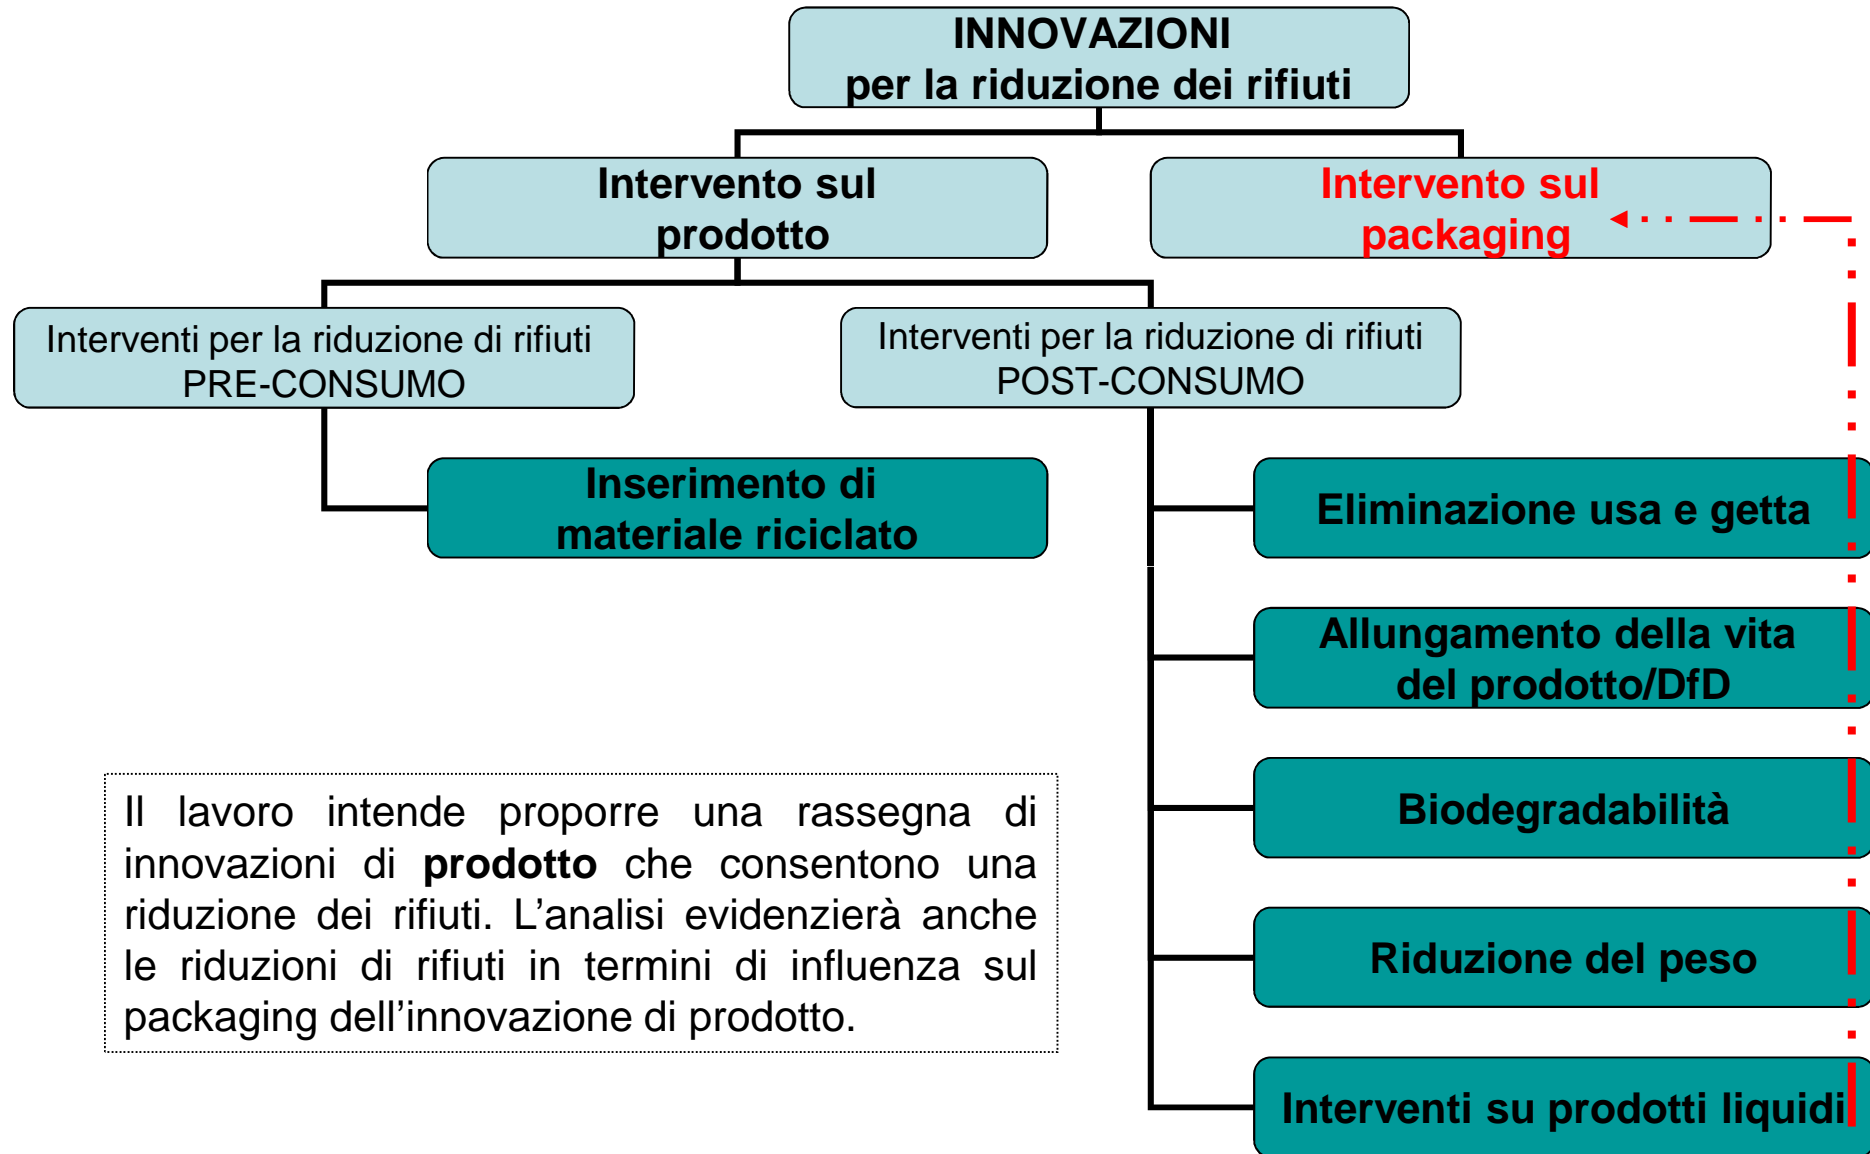 INNOVAZIONI
per la riduzione dei rifiuti
Intervento sul
prodotto
Intervento sul
packaging
Interventi per la riduzione di rifiuti
PRE-CONSUMO
Interventi per la riduzione di rifiuti
POST-CONSUMO
Inserimento di
materiale riciclato
Eliminazione usa e getta
Allungamento della vita
del prodotto/DfD
Biodegradabilità
Riduzione del peso
Interventi su prodotti liquidi
Il lavoro intende proporre una rassegna di
innovazioni di prodotto che consentono una
riduzione dei rifiuti. L’analisi evidenzierà anche
le riduzioni di rifiuti in termini di influenza sul
packaging dell’innovazione di prodotto.